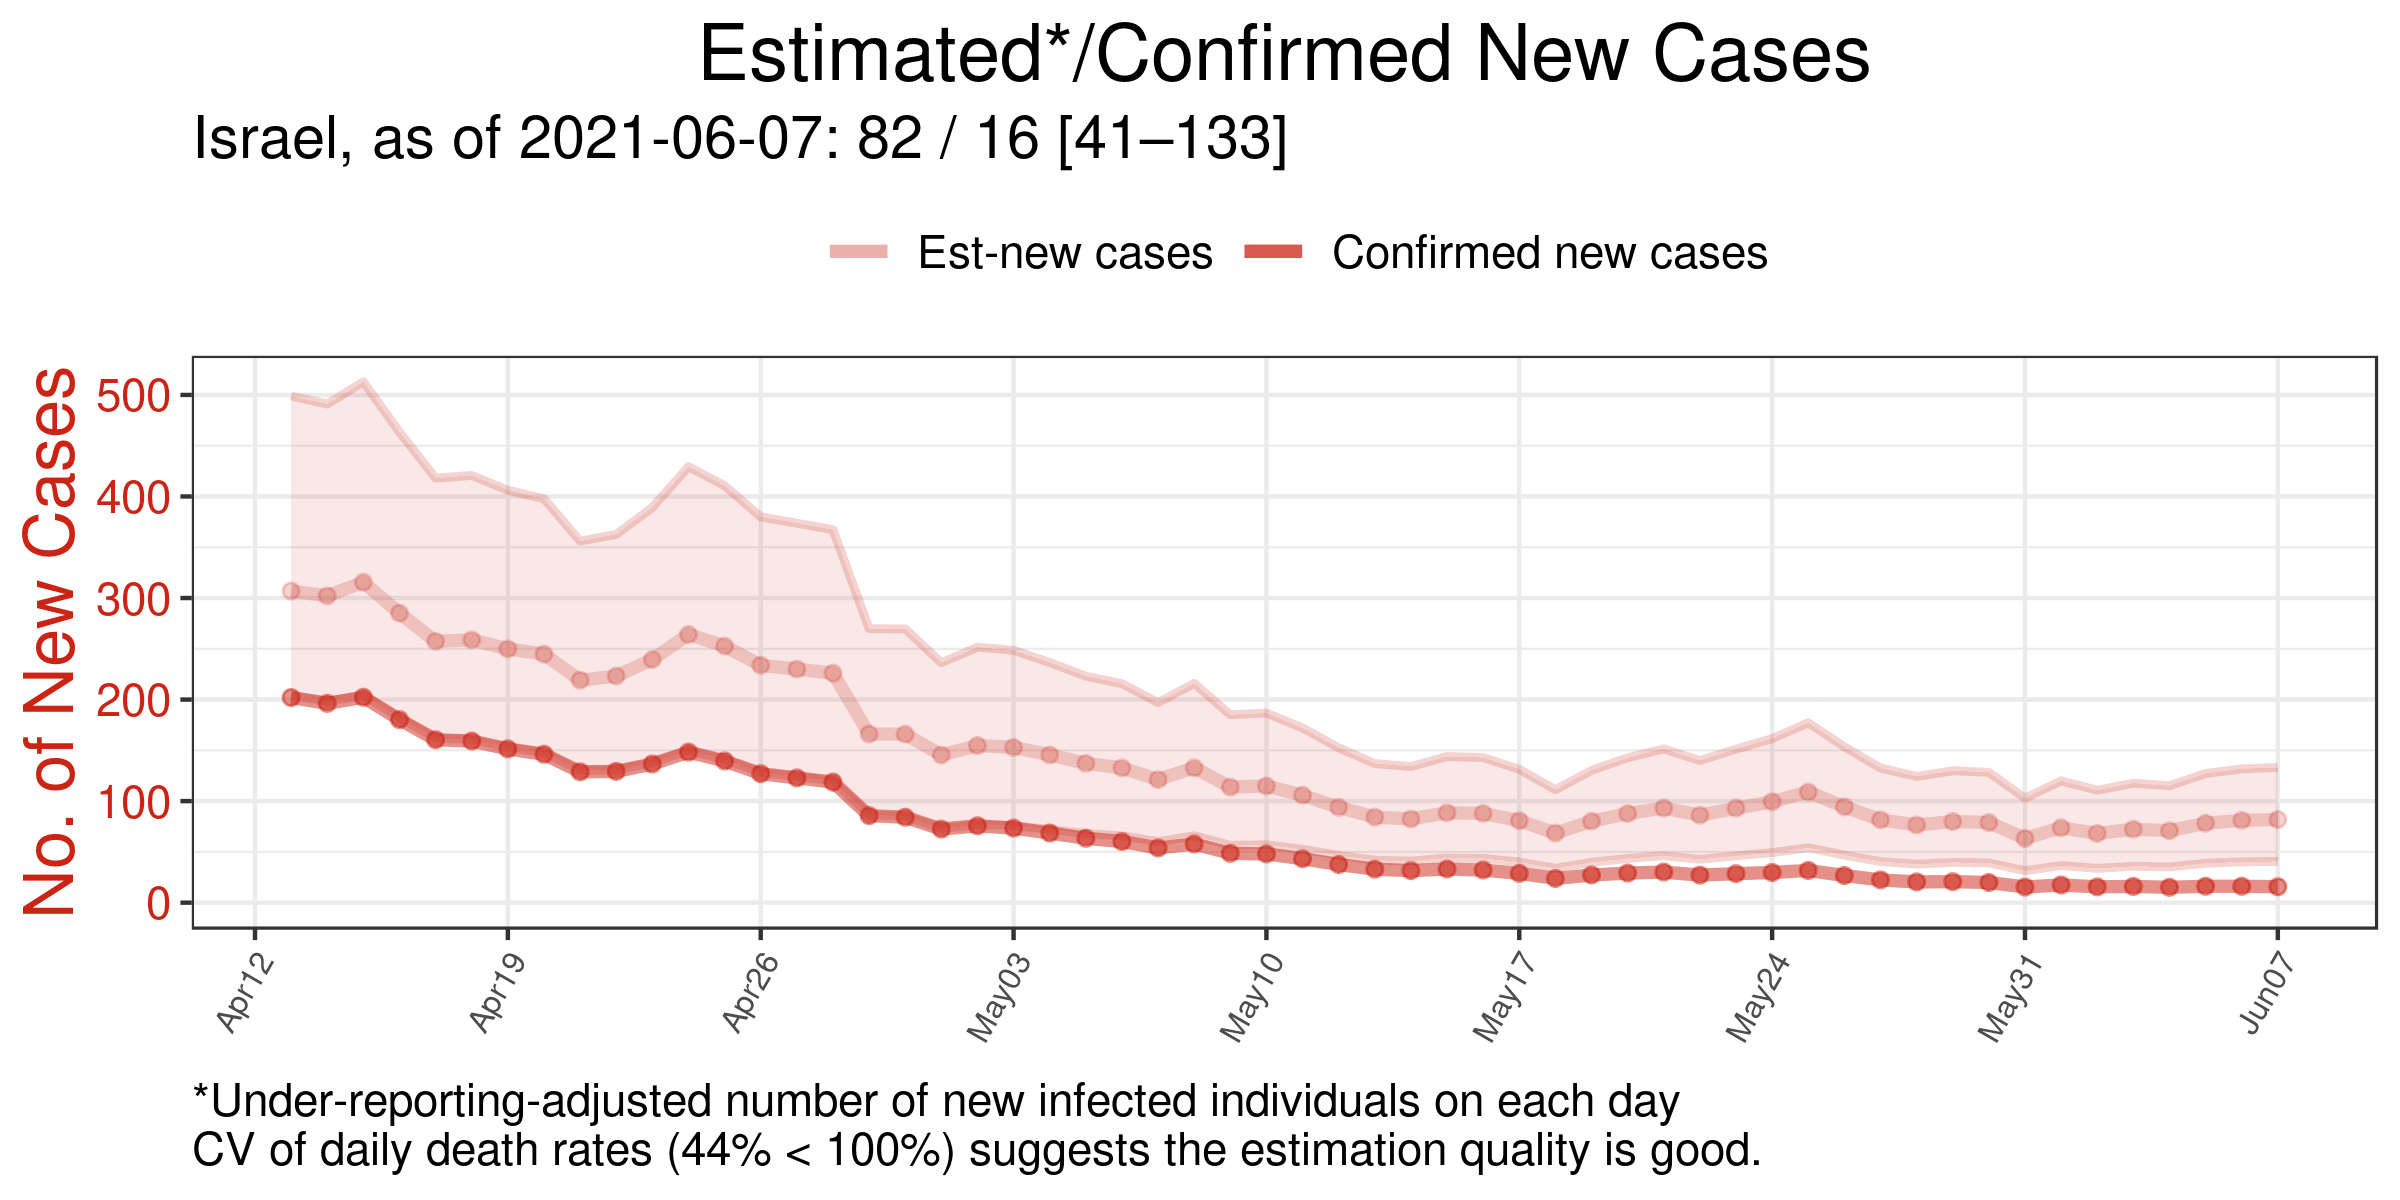 Estimated*/Confirmed New Cases
Israel, as of 2021-06-07: 82 / 16 [41–133]
Est-new cases
Confirmed new cases
No. of New Cases
500
400
300
200
100
0
Apr12
Apr19
Apr26
May03
May10
May17
May24
May31
Jun07
*Under-reporting-adjusted number of new infected individuals on each day
CV of daily death rates (44% < 100%) suggests the estimation quality is good.